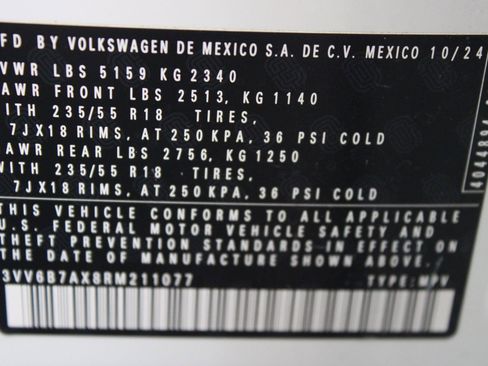 FD BY VOLKSWAGEN DE MEXICO S.A. DE C.V. MEXICO 10/24
VWR LBS 5159 KG 2340
AWR FRONT LBS 2513, KG 1140
ITH 235/55 R18 TIRES,
7JX18 RIMS, AT 250 KPA, 36 PSI COLD
AWR REAR LBS 2756, KG 1250
WITH 235/55 R18 TIRES,
7JX18 RIMS, AT 250 KPA, 36 PSI COLD
THIS VEHICLE CONFORMS TO ALL APPLICABLE
U.S. FEDERAL MOTOR VEHICLE SAFETY AND
THEFT PREVENTION STANDARDS IN EFFECT ON
THE DATE OF MANUFACTURE SHOWN ABOVE.
3VV6B7AX8RM211077 TYPE: MPV